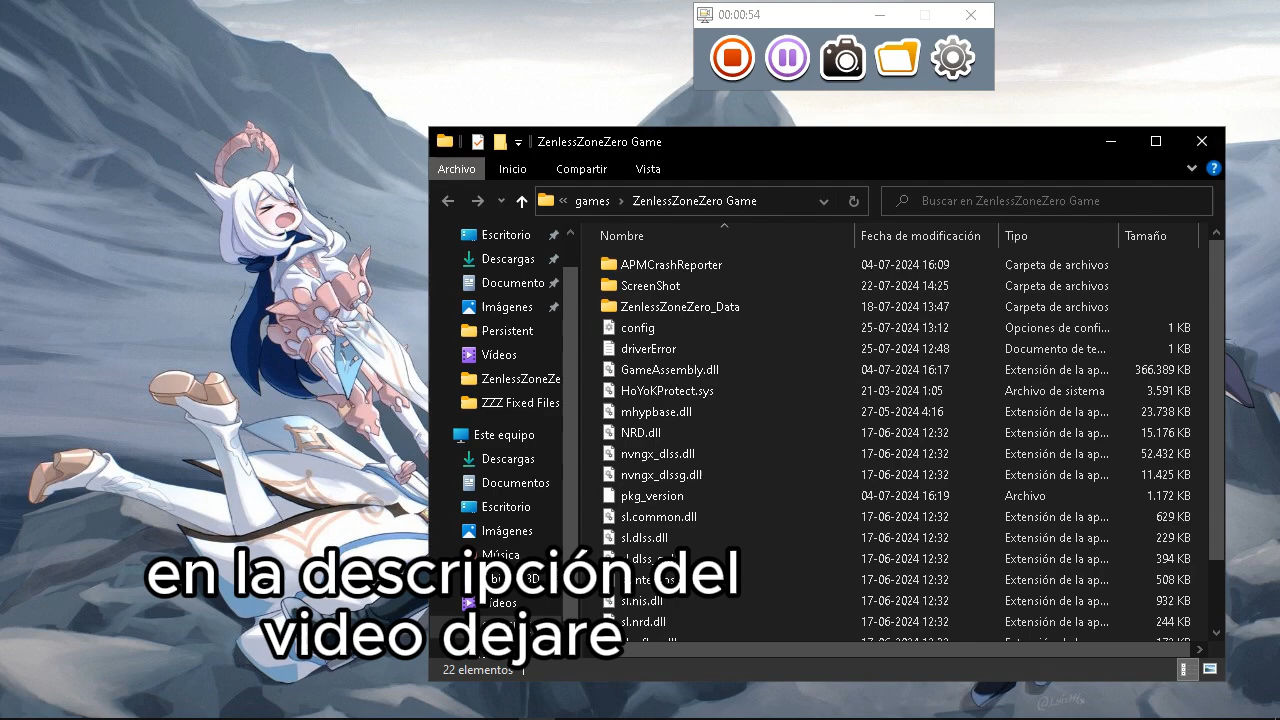 00:00:54
ZenlessZoneZero Game
Archivo Inicio Compartir Vista
games ZenlessZoneZero Game Buscar en ZenlessZoneZero Game
Nombre Fecha de modificación Tipo Tamaño
Escritorio
Descargas
Documento
Imágenes
Persistent
Vídeos
ZenlessZoneZe
ZZZ Fixed Files
Este equipo
Descargas
Documentos
Escritorio
Imágenes
Música
APMCrashReporter 04-07-2024 16:09 Carpeta de archivos
ScreenShot 22-07-2024 14:25 Carpeta de archivos
ZenlessZoneZero_Data 18-07-2024 13:47 Carpeta de archivos
config 25-07-2024 13:12 Opciones de confi... 1 KB
driverError 25-07-2024 12:48 Documento de te... 1 KB
GameAssembly.dll 04-07-2024 16:17 Extensión de la ap... KB
HoYoKProtect.sys 21-03-2024 1:05 Archivo de sistema 3.591 KB
mhypbase.dll 27-05-2024 4:16 Extensión de la ap... 23.738 KB
NRD.dll 17-06-2024 12:32 Extensión de la ap... KB
nvngx_dlss.dll 17-06-2024 12:32 Extensión de la ap... KB
nvngx_dlssg.dll 17-06-2024 12:32 Extensión de la ap... KB
pkg_version 04-07-2024 16:19 Archivo KB
sl.common.dll 17-06-2024 12:32 Extensión de la ap... 629 KB
sl.dlss.dll 17-06-2024 12:32 Extensión de la ap... KB
17-06-2024 12:32 Extensión de la ap... 394 KB
17-06-2024 12:32 Extensión de la ap... 508 KB
sl.nis.dll 17-06-2024 12:32 Extensión de la ap... KB
sl.nrd.dll 17-06-2024 12:32 Extensión de la ap... 244 KB
en la descripción del
video dejare
22 elementos